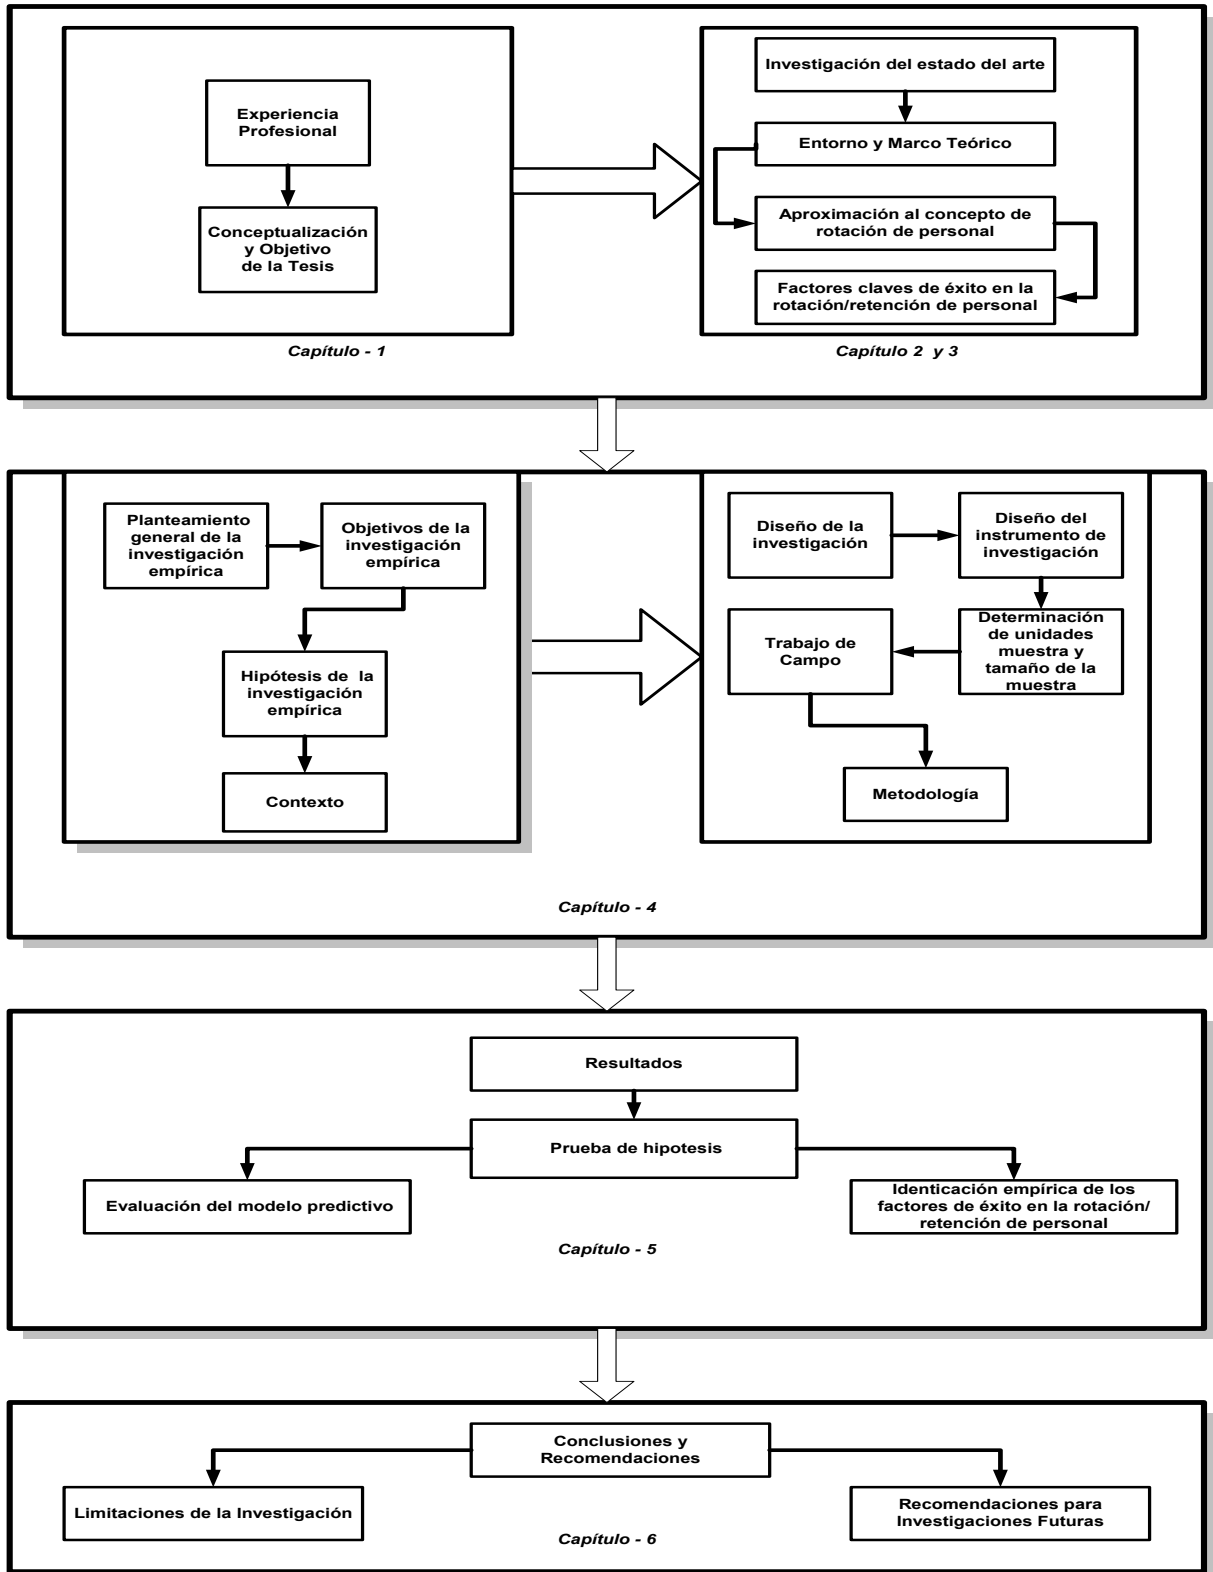 Experiencia
Profesional
Conceptualización
y Objetivo
de la Tesis
Capítulo - 1
Investigación del estado del arte
Entorno y Marco Teórico
Aproximación al concepto de
rotación de personal
Factores claves de éxito en la
rotación/retención de personal
Capítulo 2 y 3
Planteamiento
general de la
investigación
empírica
Objetivos de la
investigación
empírica
Hipótesis de la
investigación
empírica
Contexto
Diseño de la
investigación
Diseño del
instrumento de
investigación
Determinación
de unidades
muestra y
tamaño de la
muestra
Trabajo de
Campo
Metodología
Capítulo - 4
Resultados
Prueba de hipotesis
Evaluación del modelo predictivo
Identicación empírica de los
factores de éxito en la rotación/
retención de personal
Capítulo - 5
Conclusiones y
Recomendaciones
Limitaciones de la Investigación
Recomendaciones para
Investigaciones Futuras
Capítulo - 6